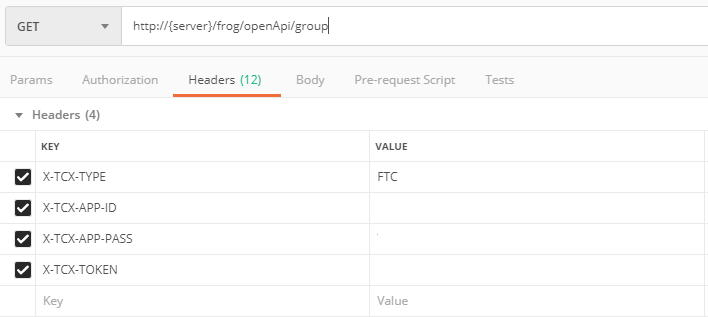 GET http://{server}/frog/openApi/group
Params Authorization Headers (12) Body Pre-request Script Tests
Headers (4)
KEY VALUE
X-TCX-TYPE FTC
X-TCX-APP-ID
X-TCX-APP-PASS
X-TCX-TOKEN
Key Value